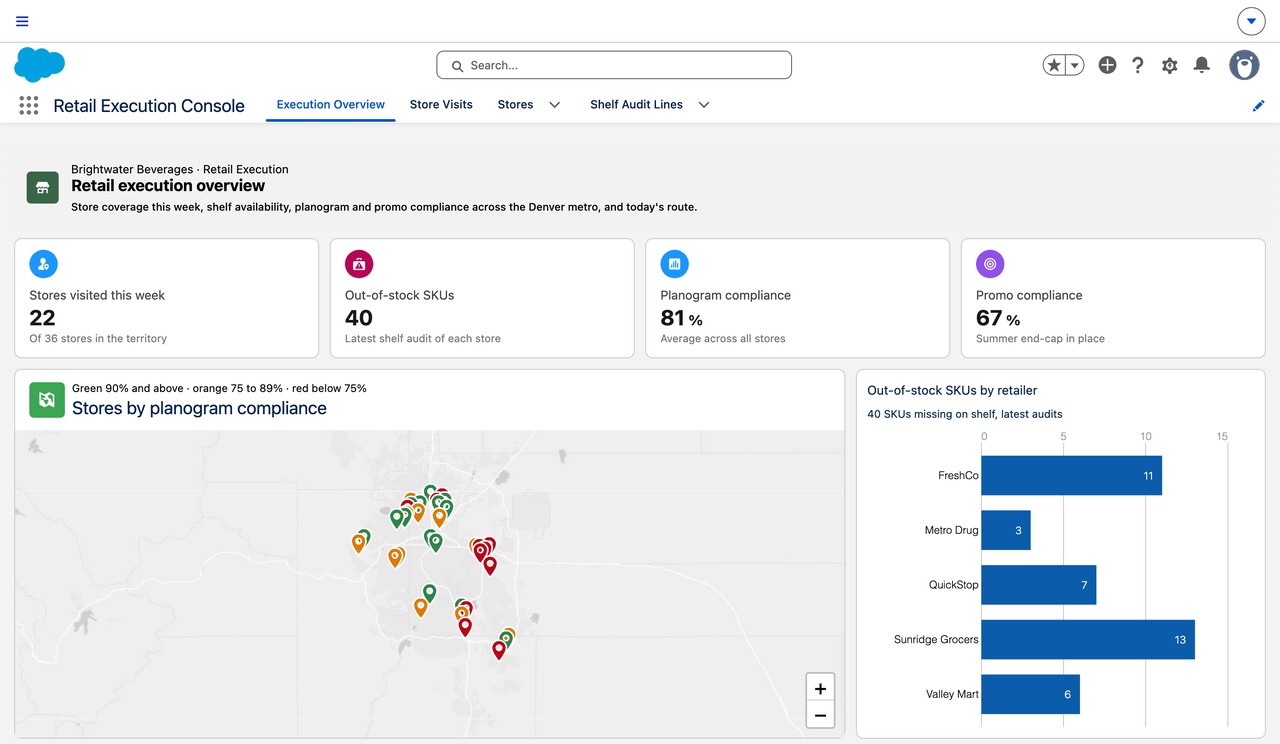 Search...
Retail Execution Console
Execution Overview
Store Visits
Stores
Shelf Audit Lines
Brightwater Beverages · Retail Execution
Retail execution overview
Store coverage this week, shelf availability, planogram and promo compliance across the Denver metro, and today's route.
Stores visited this week
22
Of 36 stores in the territory
Out-of-stock SKUs
40
Latest shelf audit of each store
Planogram compliance
81 %
Average across all stores
Promo compliance
67 %
Summer end-cap in place
Green 90% and above · orange 75 to 89% · red below 75%
Stores by planogram compliance
+
−
Out-of-stock SKUs by retailer
40 SKUs missing on shelf, latest audits
0 5 10 15
FreshCo 11
Metro Drug 3
QuickStop 7
Sunridge Grocers 13
Valley Mart 6